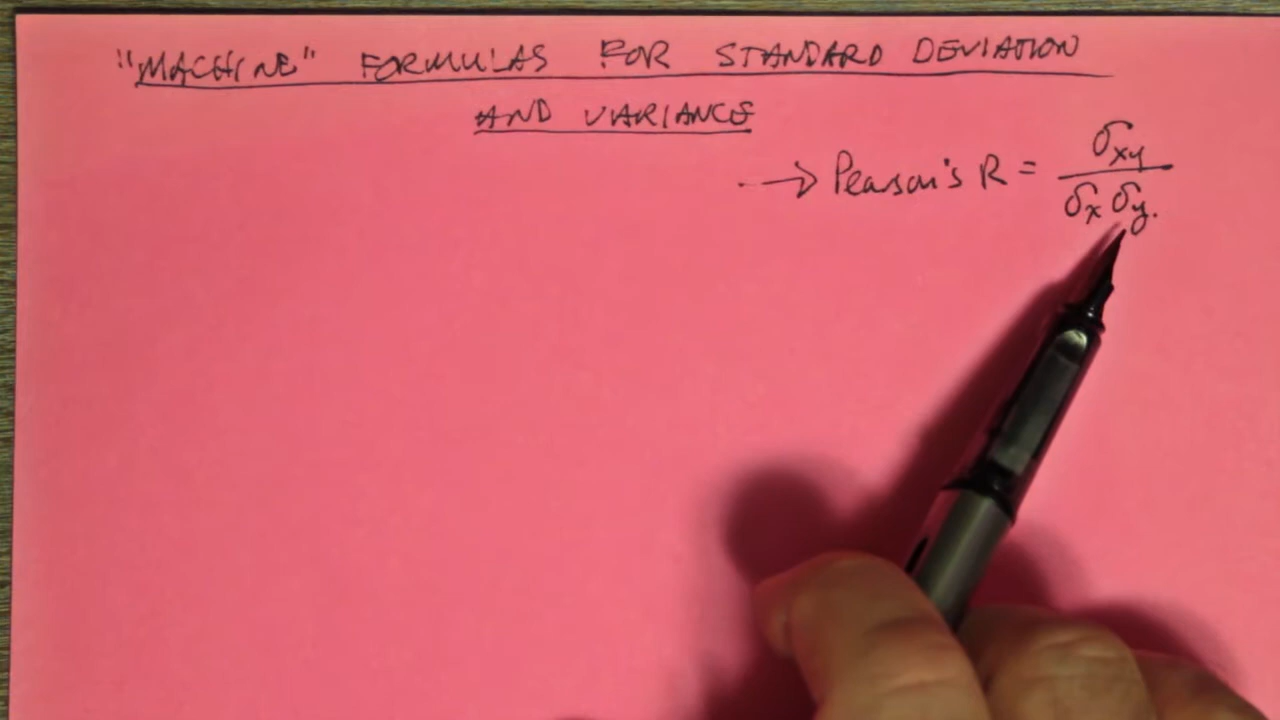 "MACHINE" FORMULAS FOR STANDARD DEVIATION
AND VARIANCE
→ Pearson's R = σxy / σx σy.